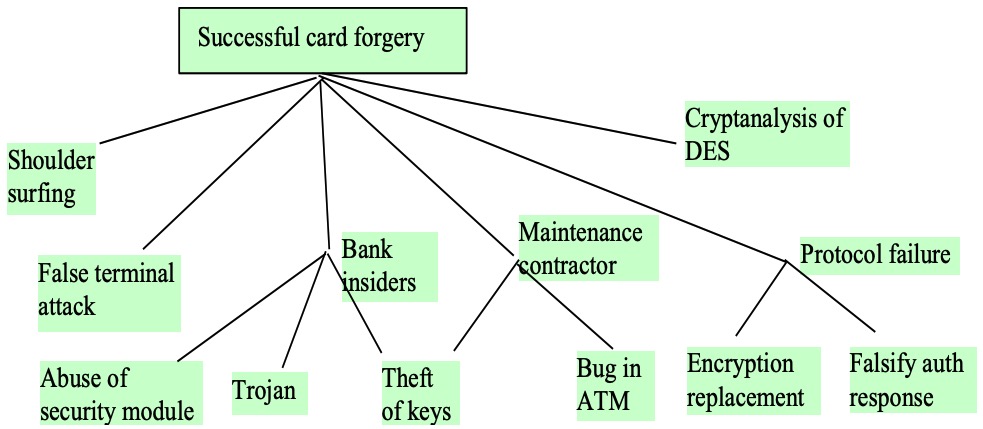 Successful card forgery
Cryptanalysis of
DES
Shoulder
surfing
False terminal
attack
Bank
insiders
Maintenance
contractor
Protocol failure
Abuse of
security module
Trojan
Theft
of keys
Bug in
ATM
Encryption
replacement
Falsify auth
response